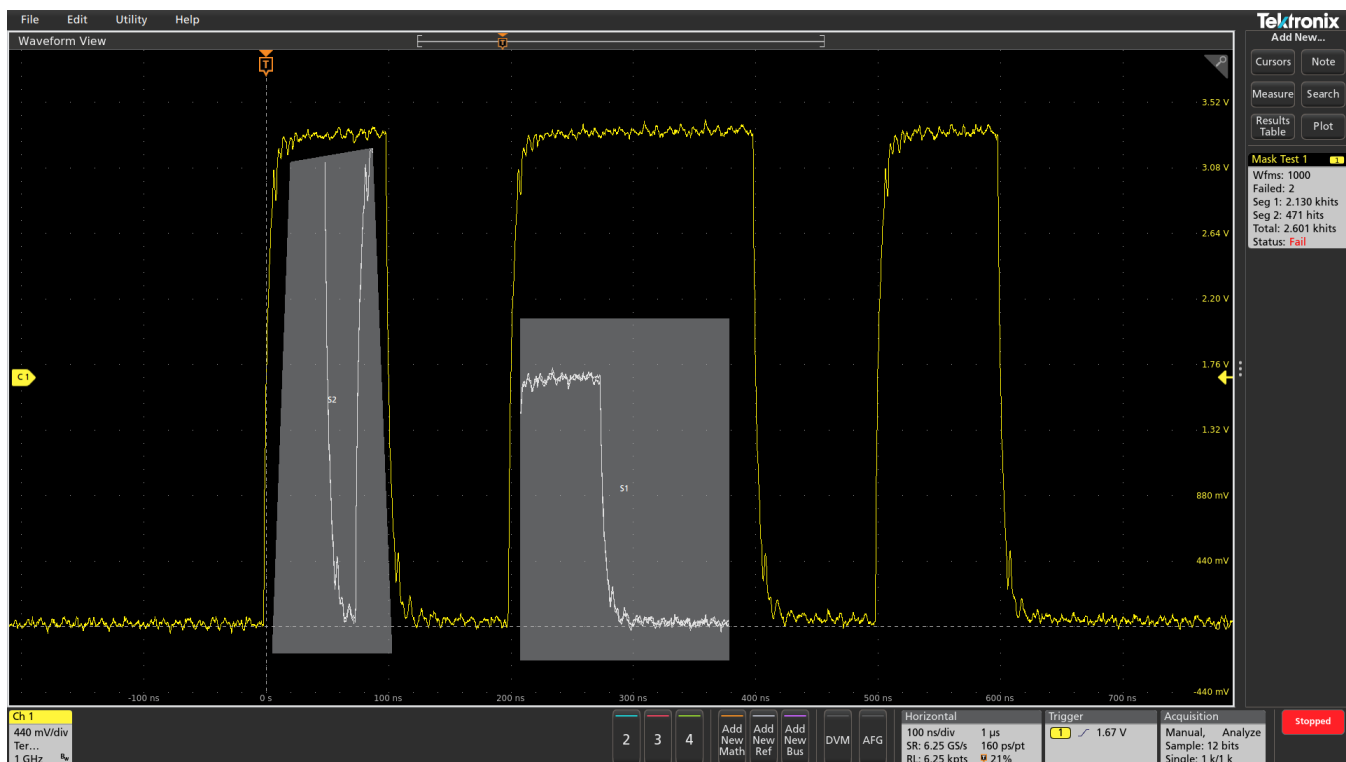 File Edit Utility Help
Tektronix
Waveform View
Add New...
T
T
Cursors Note
Measure Search
Results Table Plot
Mask Test 1 1
Wfms: 1000
Failed: 2
Seg 1: 2.130 khits
Seg 2: 471 hits
Total: 2.601 khits
Status: Fail
3.52 V
3.08 V
2.64 V
2.20 V
1.76 V
1.32 V
880 mV
440 mV
-440 mV
C1
S2
S1
-100 ns 0 s 100 ns 200 ns 300 ns 400 ns 500 ns 600 ns 700 ns
Ch 1
440 mV/div
Ter...
1 GHz Bw
2 3 4
Add New Math
Add New Ref
Add New Bus
DVM AFG
Horizontal
100 ns/div 1 µs
SR: 6.25 GS/s 160 ps/pt
RL: 6.25 kpts T 21%
Trigger
1 1.67 V
Acquisition
Manual, Analyze
Sample: 12 bits
Single: 1 k/1 k
Stopped